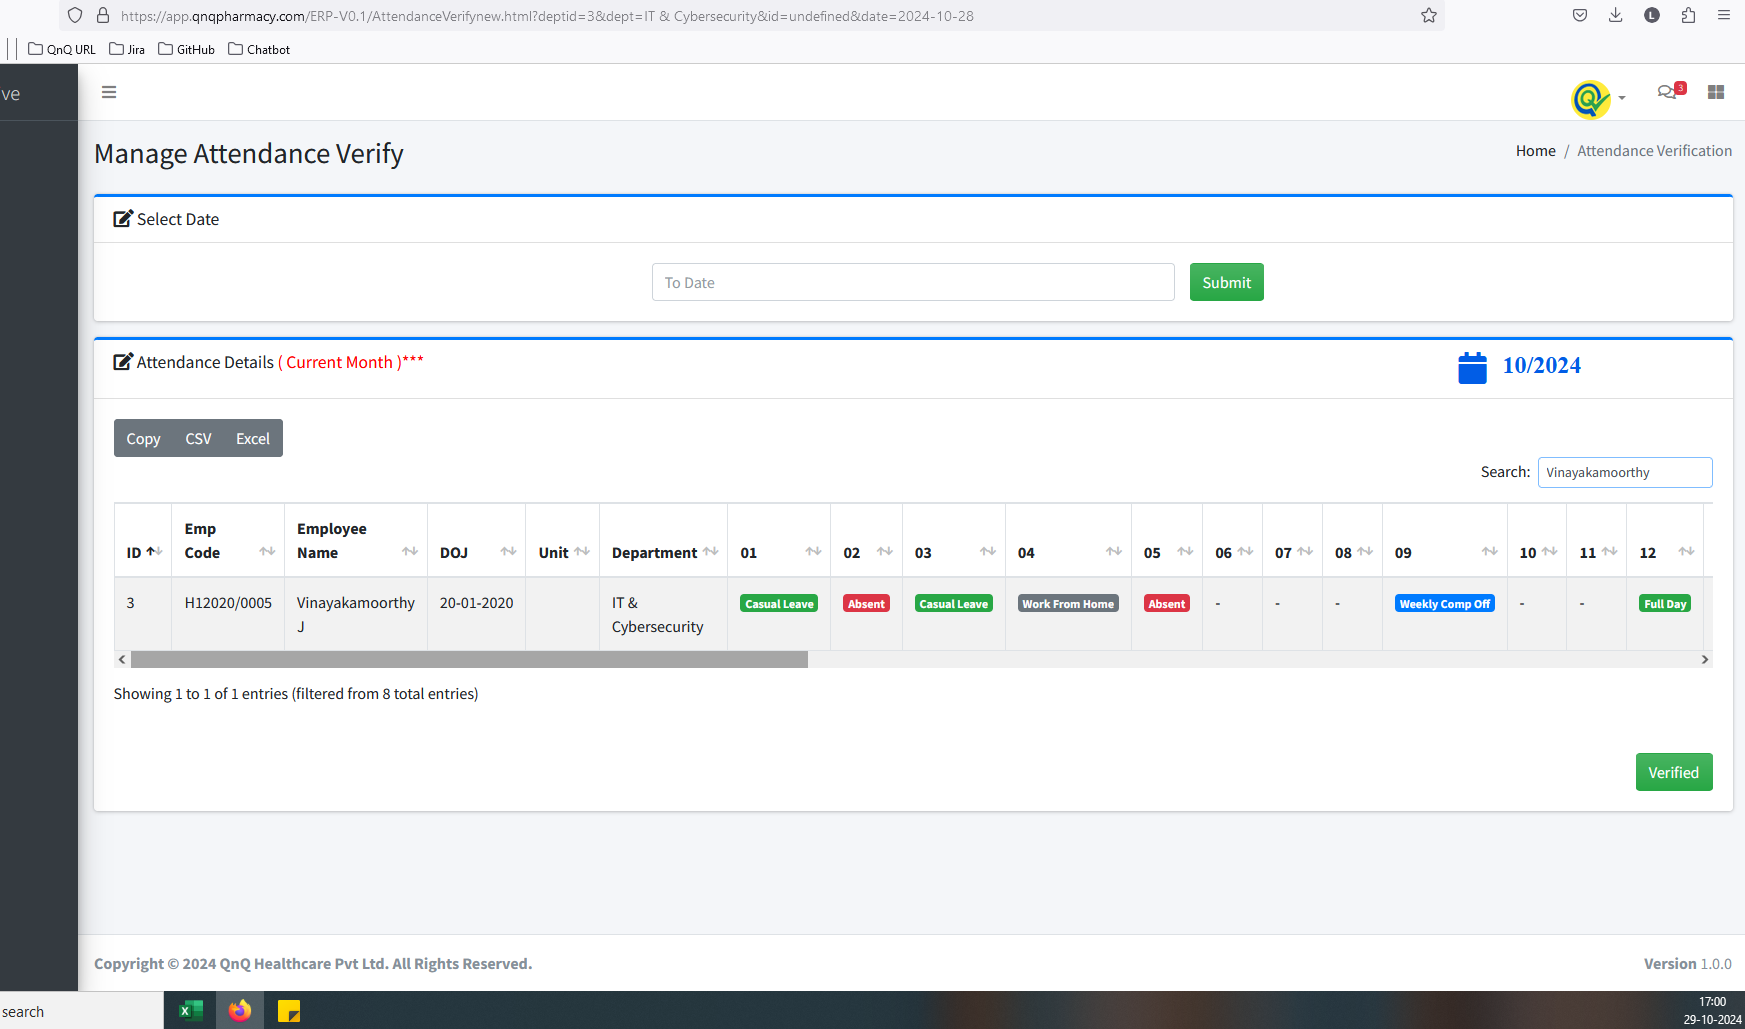 https://app.qnqpharmacy.com/ERP-V0.1/AttendanceVerifynew.html?deptid=3&dept=IT & Cybersecurity&id=undefined&date=2024-10-28
L
QnQ URL Jira GitHub Chatbot
ve
3
Manage Attendance Verify
Home / Attendance Verification
Select Date
To Date Submit
Attendance Details ( Current Month )***
10/2024
Copy CSV Excel
Search: Vinayakamoorthy
ID Emp Code Employee Name DOJ Unit Department 01 02 03 04 05 06 07 08 09 10 11 12
3 H12020/0005 Vinayakamoorthy J 20-01-2020 IT & Cybersecurity Casual Leave Absent Casual Leave Work From Home Absent - - - Weekly Comp Off - - Full Day
Showing 1 to 1 of 1 entries (filtered from 8 total entries)
Verified
Copyright © 2024 QnQ Healthcare Pvt Ltd. All Rights Reserved.
Version 1.0.0
search
17:00
29-10-2024